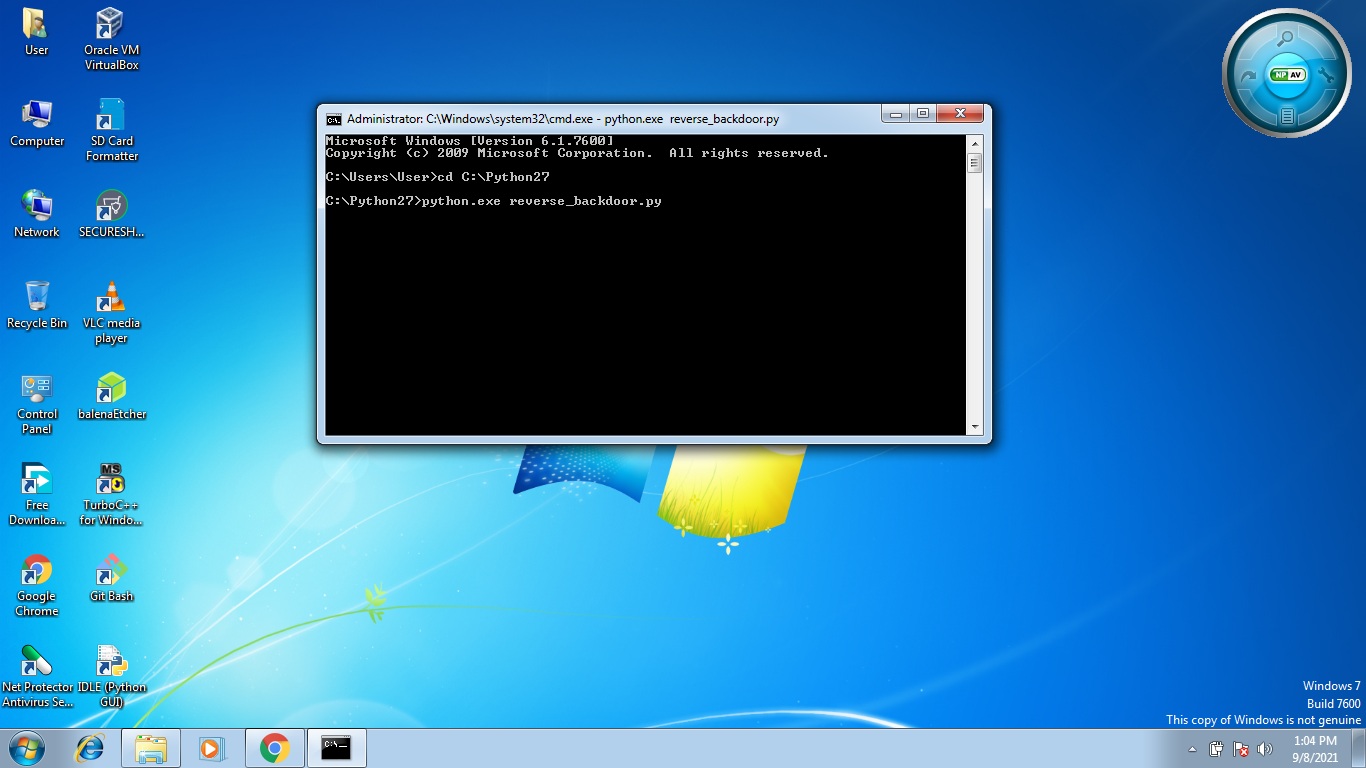 User
Oracle VM
VirtualBox
Computer
SD Card
Formatter
Network
SECURESH...
Recycle Bin
VLC media
player
Control
Panel
balenaEtcher
Free
Downloa...
MS
TurboC++
for Windo...
Google
Chrome
Git Bash
Net Protector
Antivirus Se...
IDLE (Python
GUI)
Administrator: C:\Windows\system32\cmd.exe - python.exe  reverse_backdoor.py
C:\
Microsoft Windows [Version 6.1.7600]
Copyright (c) 2009 Microsoft Corporation.  All rights reserved.
C:\Users\User>cd C:\Python27
C:\Python27>python.exe reverse_backdoor.py
NP AV
Windows 7
Build 7600
This copy of Windows is not genuine
C:\
1:04 PM
9/8/2021